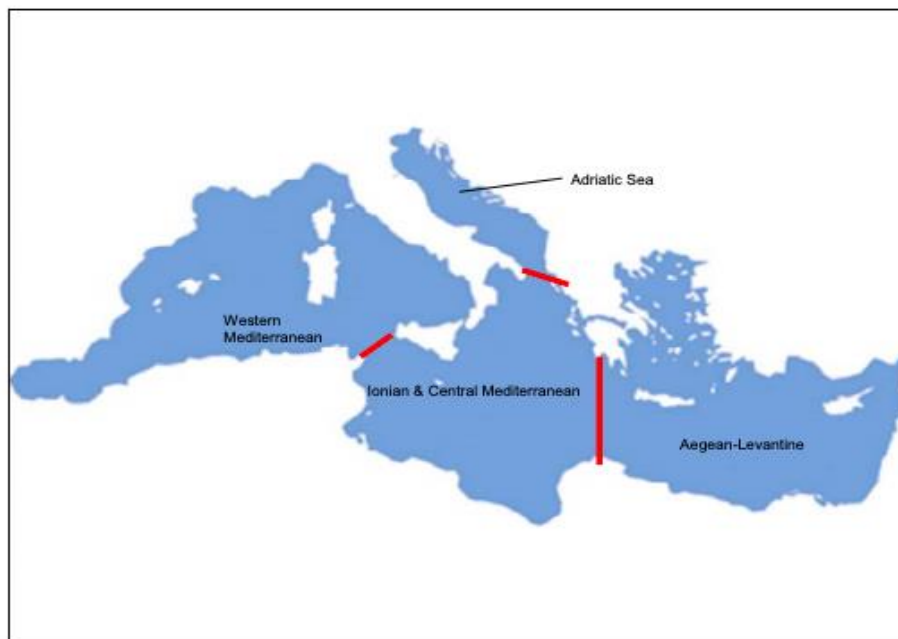 Adriatic Sea
Western
Mediterranean
Ionian & Central Mediterranean
Aegean-Levantine